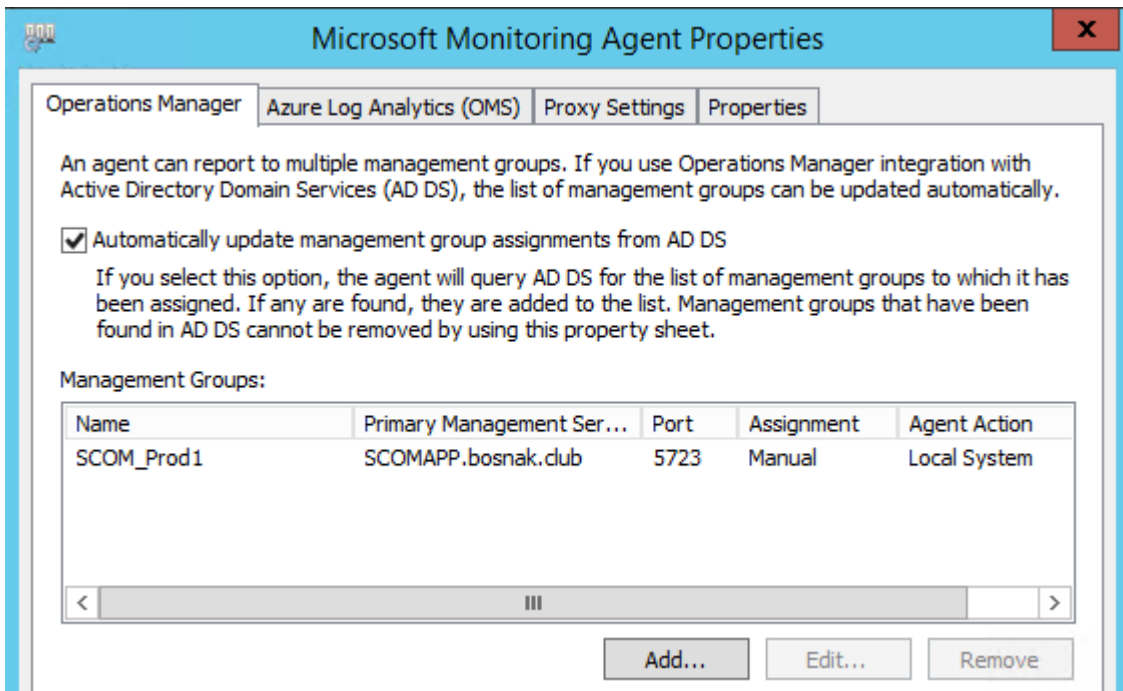 Microsoft Monitoring Agent Properties
x
Operations Manager
Azure Log Analytics (OMS)
Proxy Settings
Properties
An agent can report to multiple management groups. If you use Operations Manager integration with
Active Directory Domain Services (AD DS), the list of management groups can be updated automatically.
Automatically update management group assignments from AD DS
If you select this option, the agent will query AD DS for the list of management groups to which it has
been assigned. If any are found, they are added to the list. Management groups that have been
found in AD DS cannot be removed by using this property sheet.
Management Groups:
Name Primary Management Ser... Port Assignment Agent Action
SCOM_Prod1 SCOMAPP.bosnak.club 5723 Manual Local System
Add... Edit... Remove